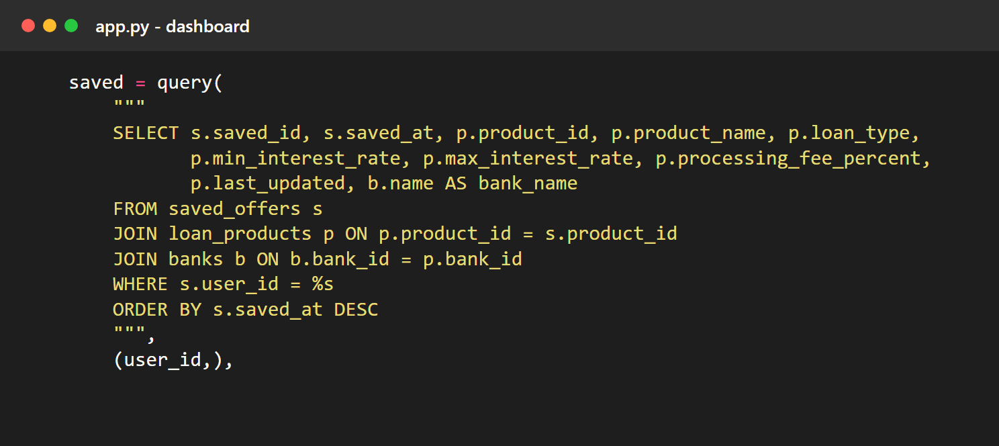 app.py - dashboard
saved = query(
"""
SELECT s.saved_id, s.saved_at, p.product_id, p.product_name, p.loan_type,
p.min_interest_rate, p.max_interest_rate, p.processing_fee_percent,
p.last_updated, b.name AS bank_name
FROM saved_offers s
JOIN loan_products p ON p.product_id = s.product_id
JOIN banks b ON b.bank_id = p.bank_id
WHERE s.user_id = %s
ORDER BY s.saved_at DESC
""",
(user_id,),